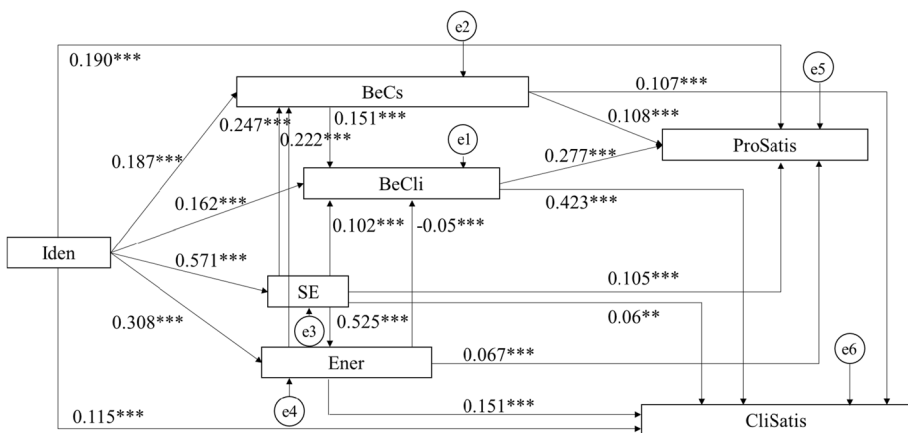 e2
0.190***
e5
BeCs
0.107***
0.247***
0.151***
0.108***
0.222***
e1
ProSatis
0.187***
0.277***
BeCli
0.162***
0.423***
0.102***
-0.05***
Iden
0.571***
SE
0.105***
0.308***
e3
0.525***
0.06**
e6
Ener
0.067***
e4
0.151***
0.115***
CliSatis